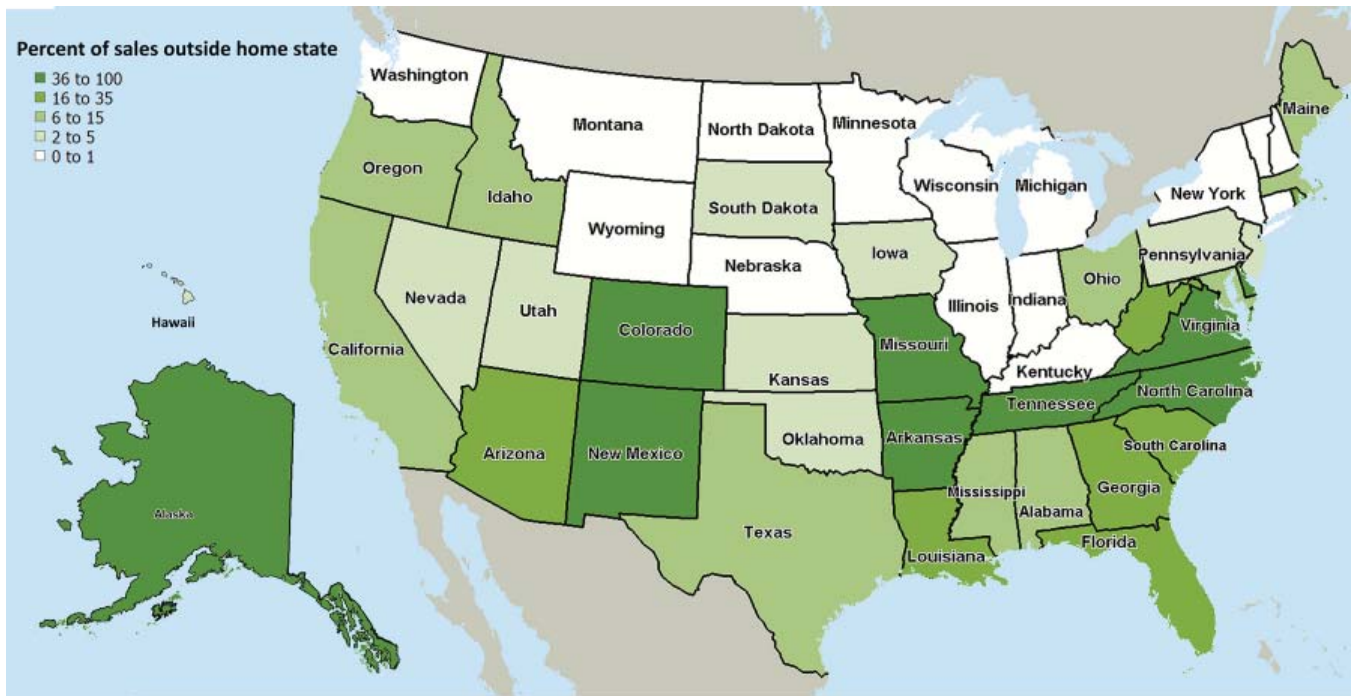 Percent of sales outside home state
36 to 100
16 to 35
6 to 15
2 to 5
0 to 1
Washington
Montana
North Dakota
Minnesota
Maine
Oregon
Idaho
Wisconsin
Michigan
New York
South Dakota
Wyoming
Iowa
Pennsylvania
Nebraska
Ohio
Nevada
Utah
Illinois
Indiana
Hawaii
Colorado
Virginia
California
Missouri
Kansas
Kentucky
North Carolina
Tennessee
Arizona
New Mexico
Oklahoma
Arkansas
South Carolina
Mississippi
Georgia
Alabama
Alaska
Texas
Florida
Louisiana